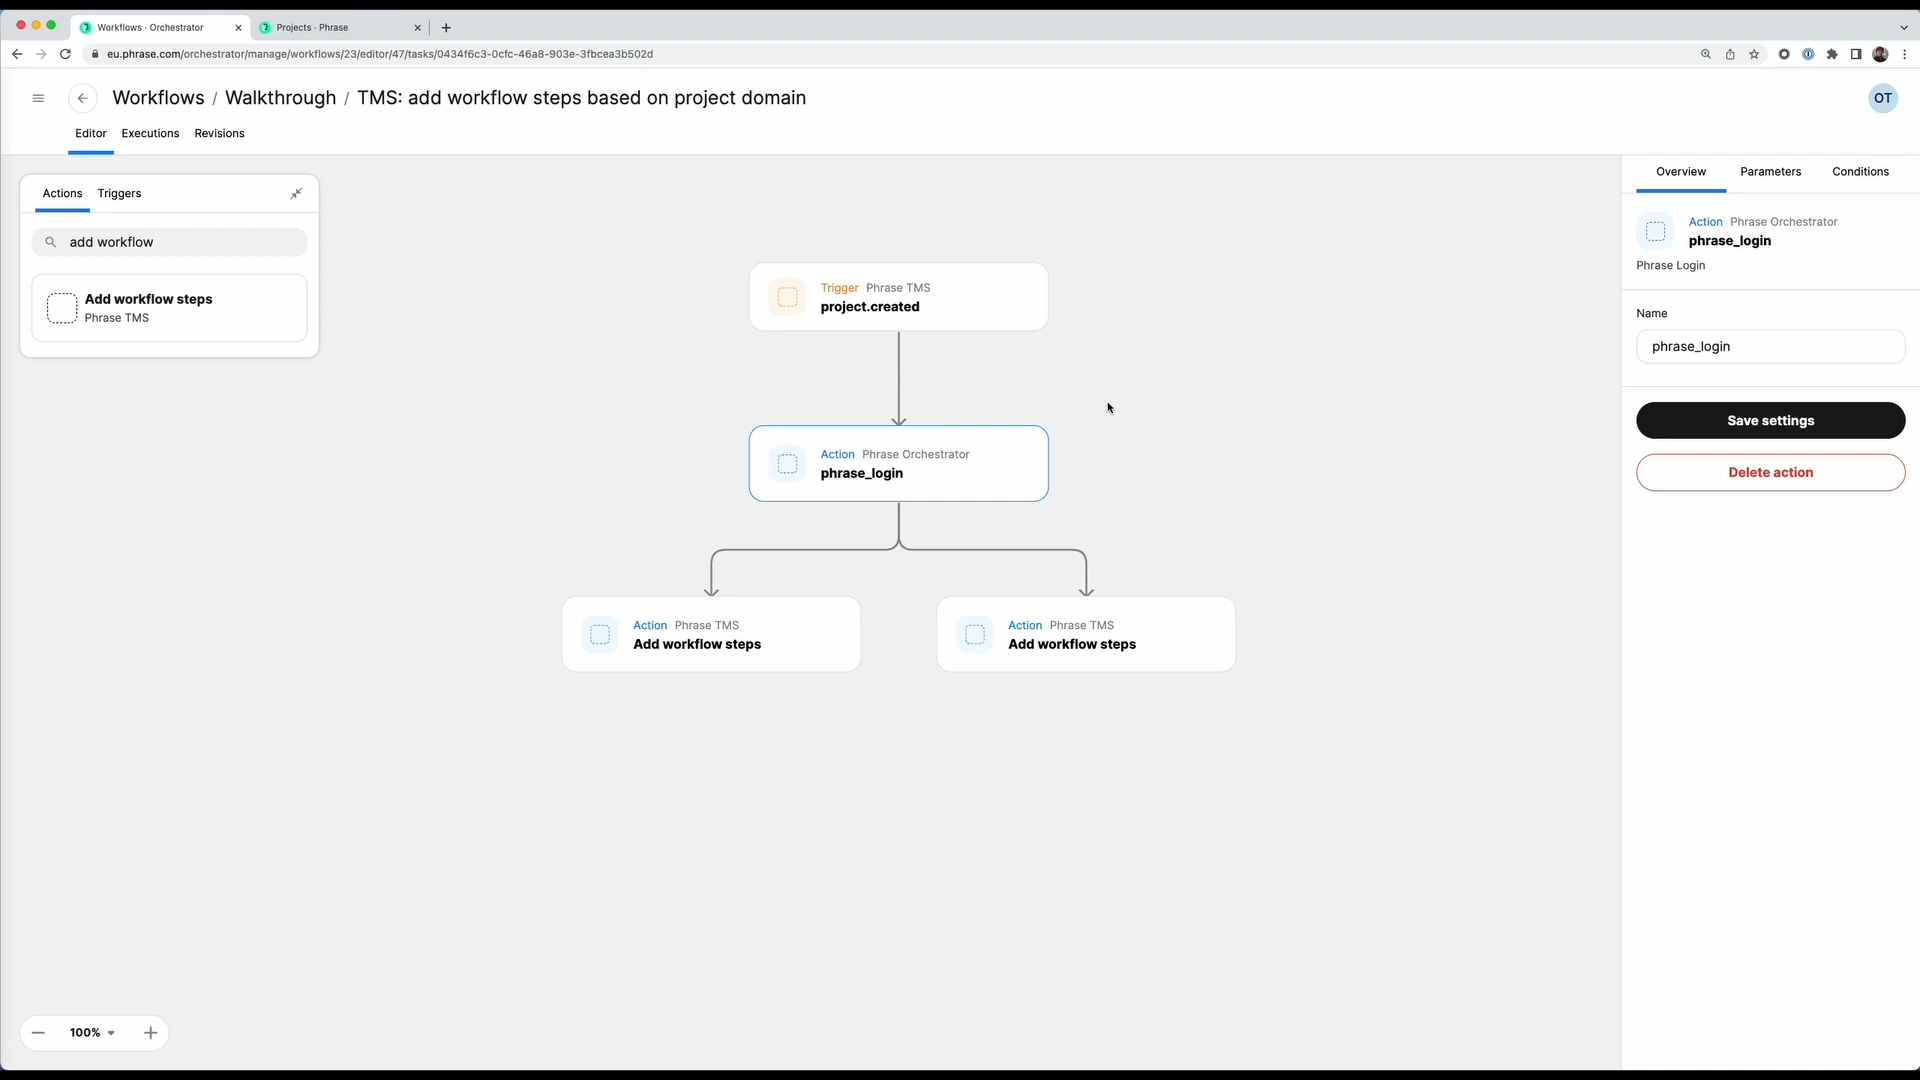 Workflows · Orchestrator
Projects · Phrase
eu.phrase.com/orchestrator/manage/workflows/23/editor/47/tasks/0434f6c3-0cfc-46a8-903e-3fbcea3b502d
Workflows / Walkthrough / TMS: add workflow steps based on project domain
OT
Editor Executions Revisions
Actions Triggers
add workflow
Add workflow steps
Phrase TMS
Trigger Phrase TMS
project.created
Action Phrase Orchestrator
phrase_login
Action Phrase TMS
Add workflow steps
Action Phrase TMS
Add workflow steps
100%
Overview Parameters Conditions
Action Phrase Orchestrator
phrase_login
Phrase Login
Name
phrase_login
Save settings
Delete action